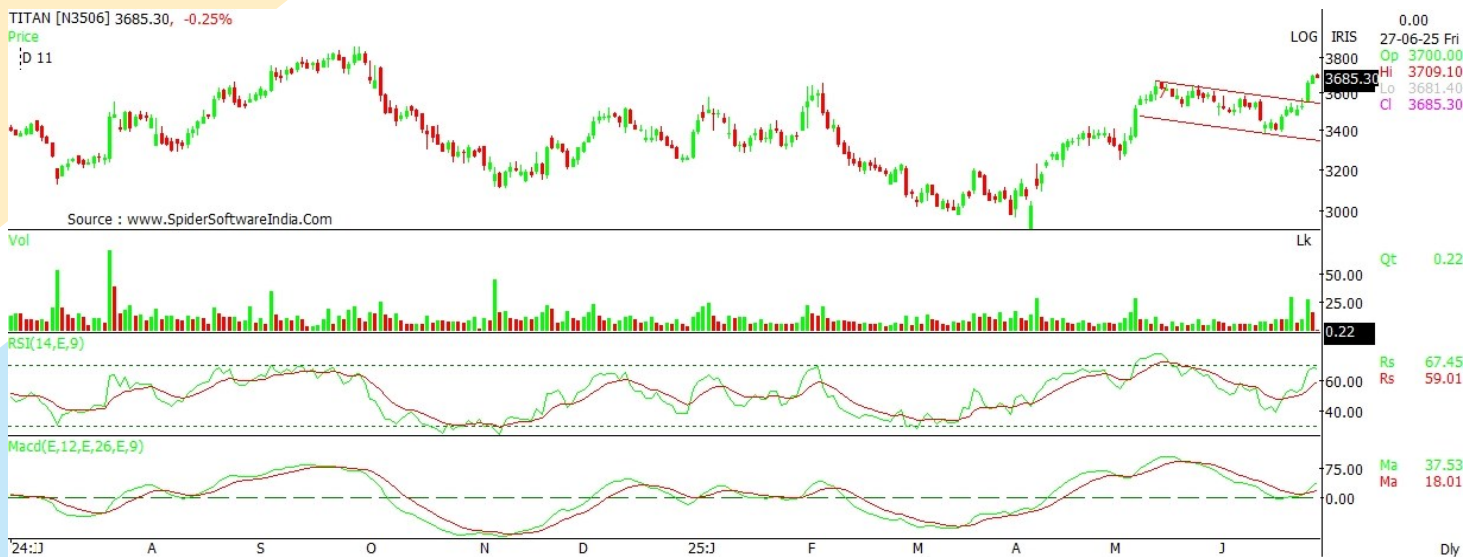 TITAN [N3506] 3685.30, -0.25%
Price
D 11
LOG IRIS
0.00
27-06-25 Fri
Op 3700.00
Hi 3709.10
Lo 3681.40
Cl 3685.30
3800
3685.30
3600
3400
3200
3000
Source : www.SpiderSoftwareIndia.Com
Vol
Lk
Qt 0.22
50.00
25.00
0.22
RSI(14,E,9)
Rs 67.45
Rs 59.01
60.00
40.00
Macd(E,12,E,26,E,9)
Ma 37.53
Ma 18.01
75.00
0.00
'24:JJ A S O N D 25:J F M A M J Dly